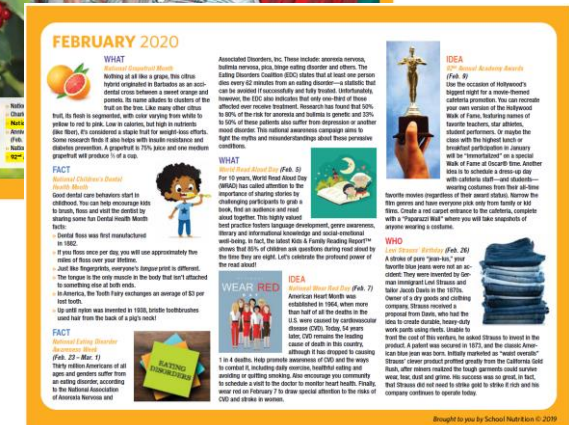 FEBRUARY 2020
WHAT
National Grapefruit Month
Nothing at all like a grape, this citrus
hybrid originated in Barbados as an acci-
dental cross between a sweet orange and
pomelo. Its name alludes to clusters of the
fruit on the tree. Like many other citrus
fruit, its flesh is segmented, with color varying from white to
yellow to red to pink. Low in calories, but high in nutrients
(like fiber), it's considered a staple fruit for weight-loss efforts.
Some research finds it also helps with insulin resistance and
diabetes prevention. A grapefruit is 75% juice and one medium
grapefruit will produce ⅔ of a cup.
FACT
National Children's Dental
Health Month
Good dental care behaviors start in
childhood. You can help encourage kids
to brush, floss and visit the dentist by
sharing some fun Dental Health Month
facts:
» Dental floss was first manufactured
in 1882.
» If you floss once per day, you will use approximately five
miles of floss over your lifetime.
» Just like fingerprints, everyone's tongue print is different.
» The tongue is the only muscle in the body that isn't attached
to something else at both ends.
» In America, the Tooth Fairy exchanges an average of $3 per
lost tooth.
» Up until nylon was invented in 1938, bristle toothbrushes
used hair from the back of a pig's neck!
FACT
National Eating Disorder
Awareness Week
(Feb. 23 – Mar. 1)
Thirty million Americans of all
ages and genders suffer from
an eating disorder, according
to the National Association
of Anorexia Nervosa and
EATING
DISORDERS
Associated Disorders, Inc. These include: anorexia nervosa,
bulimia nervosa, pica, binge eating disorder and others. The
Eating Disorders Coalition (EDC) states that at least one person
dies every 62 minutes from an eating disorder—a statistic that
can be avoided if successfully and fully treated. Unfortunately,
however, the EDC also indicates that only one-third of those
affected ever receive treatment. Research has found that 50%
to 80% of the risk for anorexia and bulimia is genetic and 33%
to 50% of these patients also suffer from depression or another
mood disorder. This national awareness campaign aims to
fight the myths and misunderstandings about these pervasive
conditions.
WHAT
World Read Aloud Day (Feb. 5)
For 10 years, World Read Aloud Day
(WRAD) has called attention to the
importance of sharing stories by
challenging participants to grab a
book, find an audience and read
aloud together. This highly valued
best practice fosters language development, genre awareness,
literary and informational knowledge and social-emotional
well-being. In fact, the latest Kids & Family Reading Report™
shows that 85% of children ask questions during read aloud by
the time they are eight. Let's celebrate the profound power of
the read aloud!
WEAR RED
IDEA
National Wear Red Day (Feb. 7)
American Heart Month was
established in 1964, when more
than half of all the deaths in the
U.S. were caused by cardiovascular
disease (CVD). Today, 54 years
later, CVD remains the leading
cause of death in this country,
although it has dropped to causing
1 in 4 deaths. Help promote awareness of CVD and the ways
to combat it, including daily exercise, healthful eating and
avoiding or quitting smoking. Also encourage you community
to schedule a visit to the doctor to monitor heart health. Finally,
wear red on February 7 to draw special attention to the risks of
CVD and stroke in women.
IDEA
92nd Annual Academy Awards
(Feb. 9)
Use the occasion of Hollywood's
biggest night for a movie-themed
cafeteria promotion. You can recreate
your own version of the Hollywood
Walk of Fame, featuring names of
favorite teachers, star athletes,
student performers. Or maybe the
class with the highest lunch or
breakfast participation in January
will be "immortalized" on a special
Walk of Fame at Oscar® time. Another
idea is to schedule a dress-up day
with cafeteria staff—and students—
wearing costumes from their all-time
favorite movies (regardless of their award status). Narrow the
film genres and have everyone pick only from family or kid
films. Create a red carpet entrance to the cafeteria, complete
with a "Paparazzi Wall" where you will take snapshots of
anyone wearing a costume.
WHO
Levi Strauss' Birthday (Feb. 26)
A stroke of pure "jean-ius," your
favorite blue jeans were not an ac-
cident: They were invented by Ger-
man immigrant Levi Strauss and
tailor Jacob Davis in the 1870s.
Owner of a dry goods and clothing
company, Strauss received a
proposal from Davis, who had the
idea to create durable, heavy-duty
work pants using rivets. Unable to
front the cost of this venture, he asked Strauss to invest in the
product. A patent was secured in 1873, and the classic Amer-
ican blue jean was born. Initially marketed as "waist overalls"
Strauss' clever product profited greatly from the California Gold
Rush, after miners realized the tough garments could survive
wear, tear, dust and grime. His success was so great, in fact,
that Strauss did not need to strike gold to strike it rich and his
company continues to operate today.
Brought to you by School Nutrition © 2019